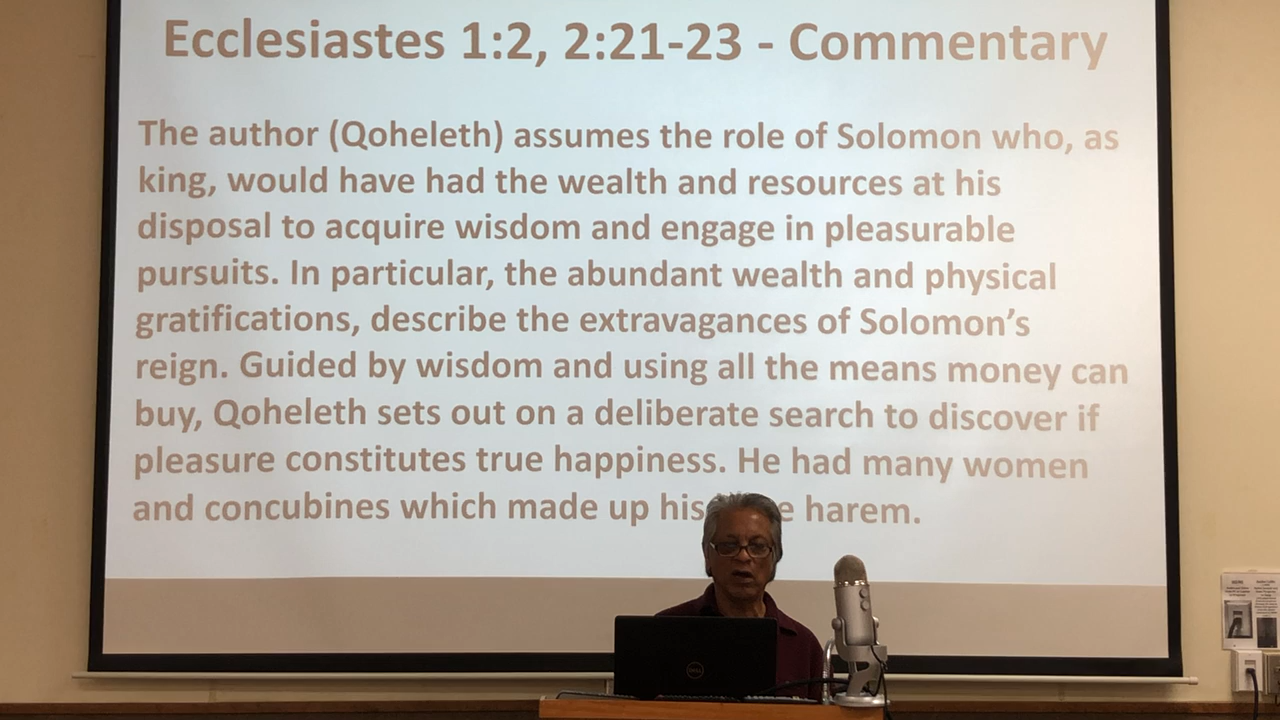 Ecclesiastes 1:2, 2:21-23 - Commentary
The author (Qoheleth) assumes the role of Solomon who, as
king, would have had the wealth and resources at his
disposal to acquire wisdom and engage in pleasurable
pursuits. In particular, the abundant wealth and physical
gratifications, describe the extravagances of Solomon's
reign. Guided by wisdom and using all the means money can
buy, Qoheleth sets out on a deliberate search to discover if
pleasure constitutes true happiness. He had many women
and concubines which made up his harem.
DELL